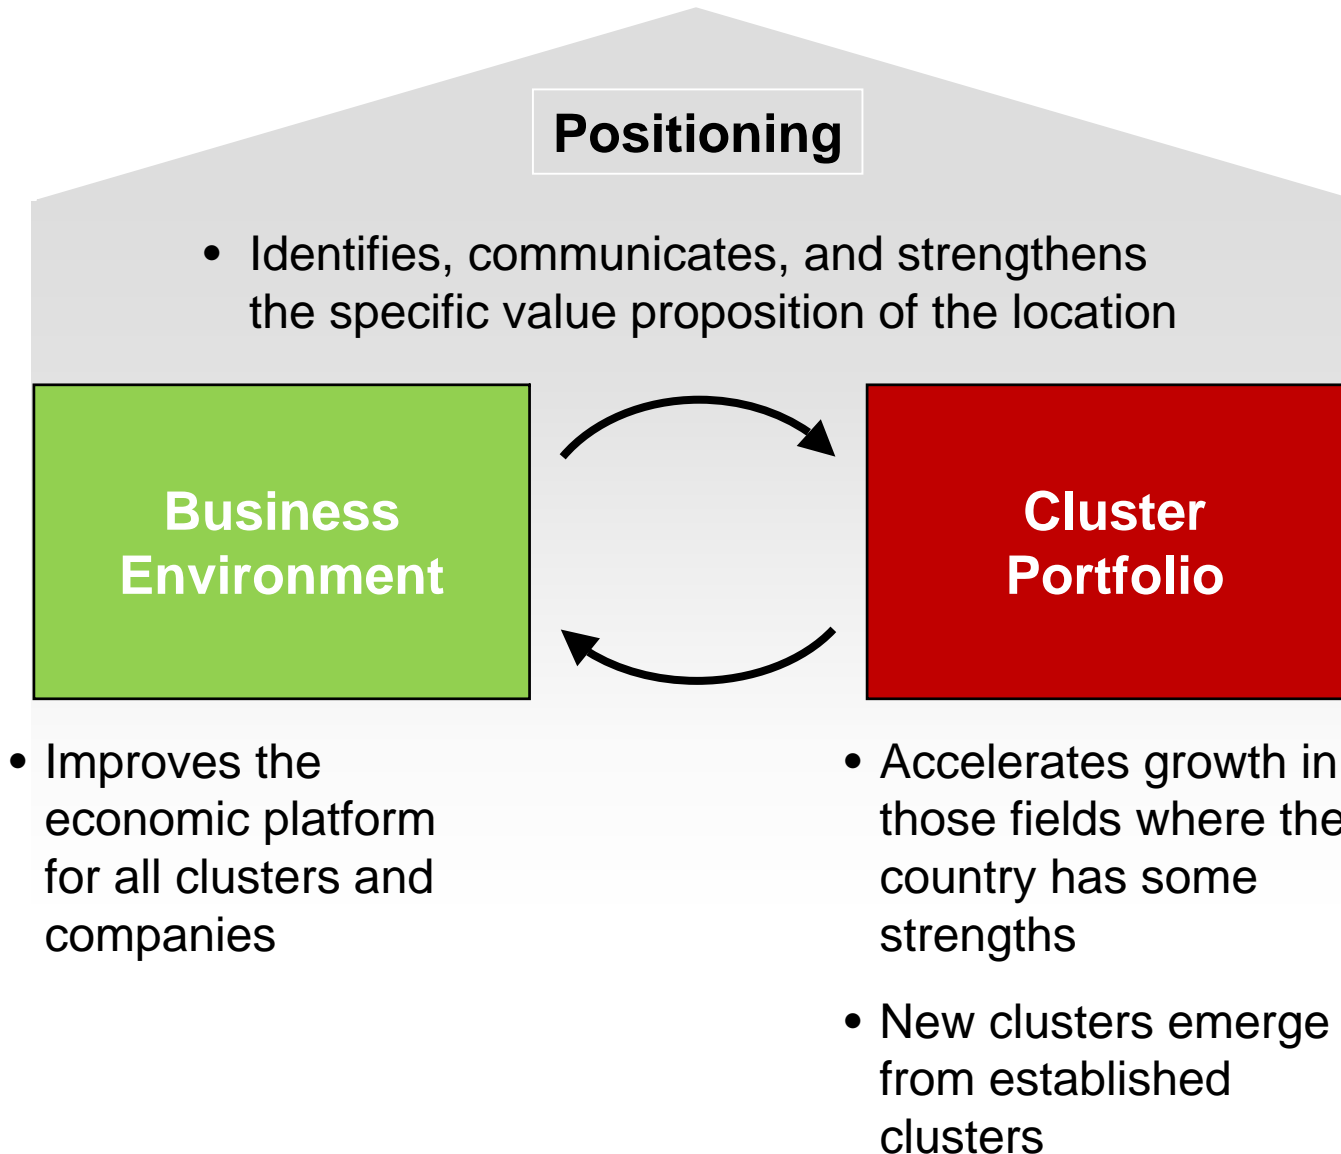 Positioning
• Identifies, communicates, and strengthens
the specific value proposition of the location
Business
Environment
Cluster
Portfolio
• Improves the
economic platform
for all clusters and
companies
• Accelerates growth in
those fields where the
country has some
strengths
• New clusters emerge
from established
clusters